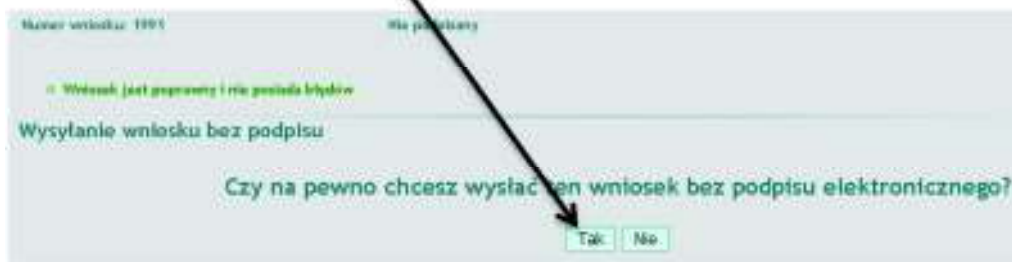 Numer wniosku: 1991
Nie podpisany
Wniosek jest poprawny i nie posiada błędów
Wysyłanie wniosku bez podpisu
Czy na pewno chcesz wysłać ten wniosek bez podpisu elektronicznego?
Tak Nie